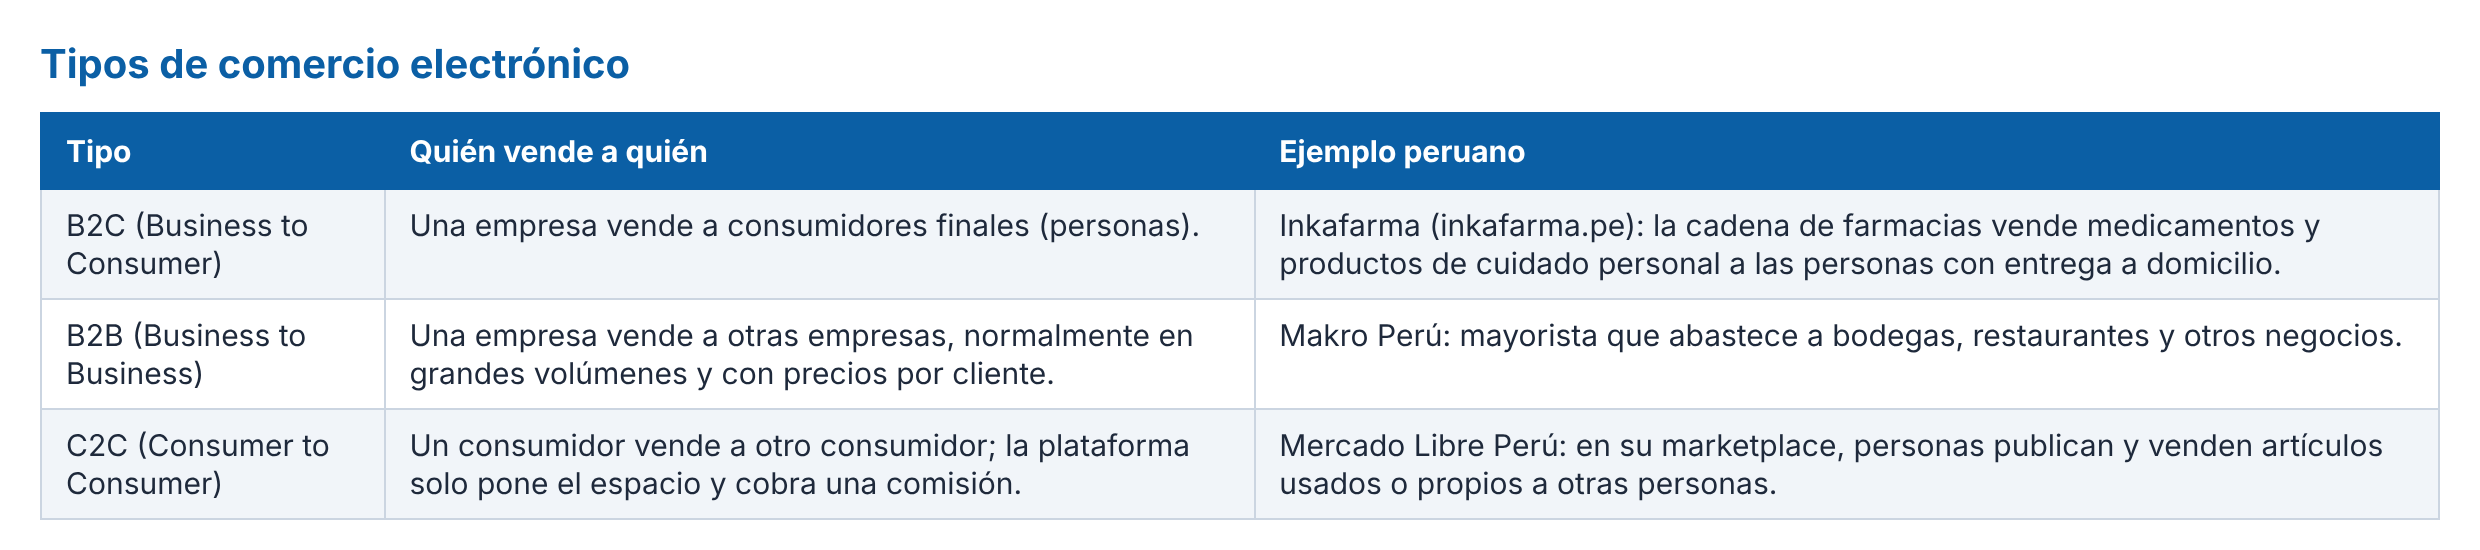 Tipos de comercio electrónico
Tipo
Quién vende a quién
Ejemplo peruano
B2C (Business to
Consumer)
Una empresa vende a consumidores finales (personas).
Inkafarma (inkafarma.pe): la cadena de farmacias vende medicamentos y
productos de cuidado personal a las personas con entrega a domicilio.
B2B (Business to
Business)
Una empresa vende a otras empresas, normalmente en
grandes volúmenes y con precios por cliente.
Makro Perú: mayorista que abastece a bodegas, restaurantes y otros negocios.
C2C (Consumer to
Consumer)
Un consumidor vende a otro consumidor; la plataforma
solo pone el espacio y cobra una comisión.
Mercado Libre Perú: en su marketplace, personas publican y venden artículos
usados o propios a otras personas.